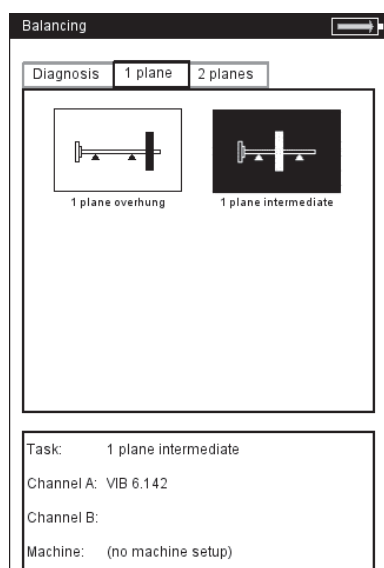 Balancing
Diagnosis 1 plane 2 planes
1 plane overhung 1 plane intermediate
Task: 1 plane intermediate
Channel A: VIB 6.142
Channel B:
Machine: (no machine setup)